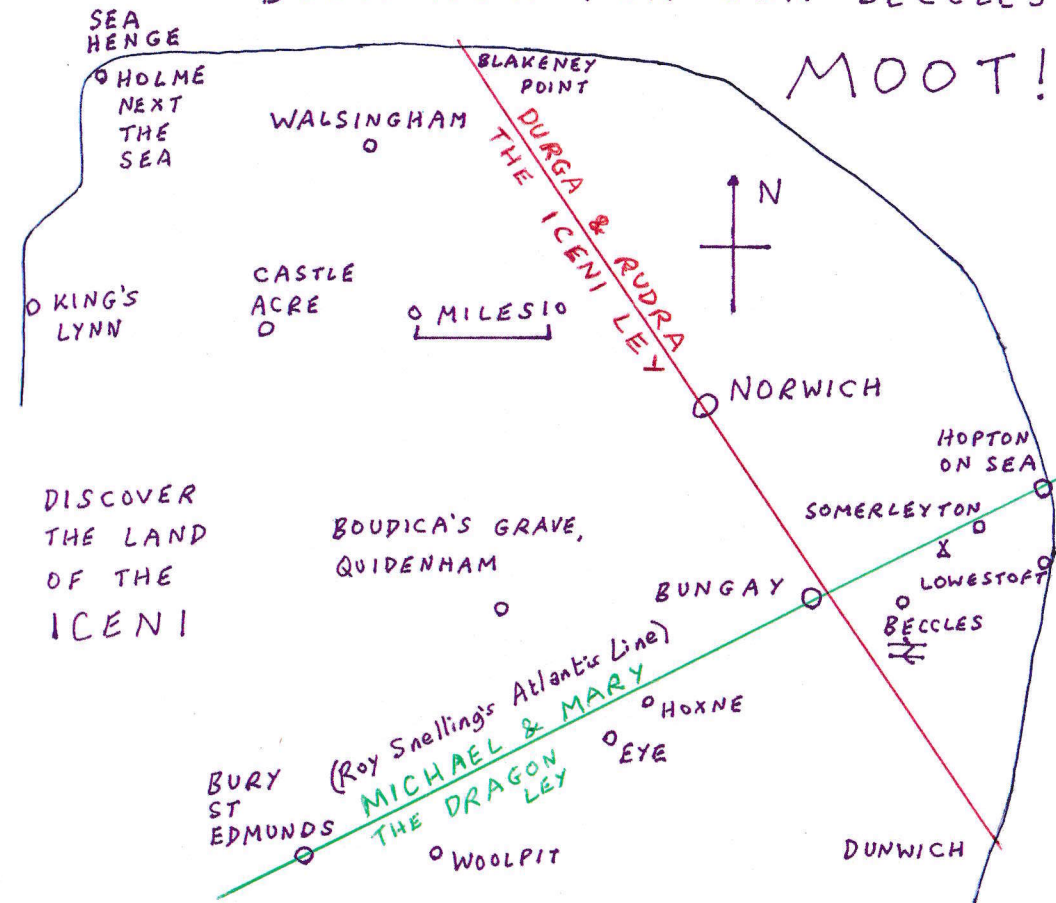 BECCLES
MOOT!
SEA
HENGE
HOLME
NEXT
THE
SEA
WALSINGHAM
BLAKENEY
POINT
DURGA & RUDRA
THE ICENI LEY
N
KING'S
LYNN
CASTLE
ACRE
MILESIO
NORWICH
HOPTON
ON SEA
SOMERLEYTON
X
LOWESTOFT
DISCOVER
THE LAND
OF THE
ICENI
BOUDICA'S GRAVE,
QUIDENHAM
BUNGAY
BECCLES
(Roy Snelling's Atlantis Line)
MICHAEL & MARY
THE DRAGON
LEY
HOXNE
EYE
BURY
ST
EDMUNDS
WOOLPIT
DUNWICH